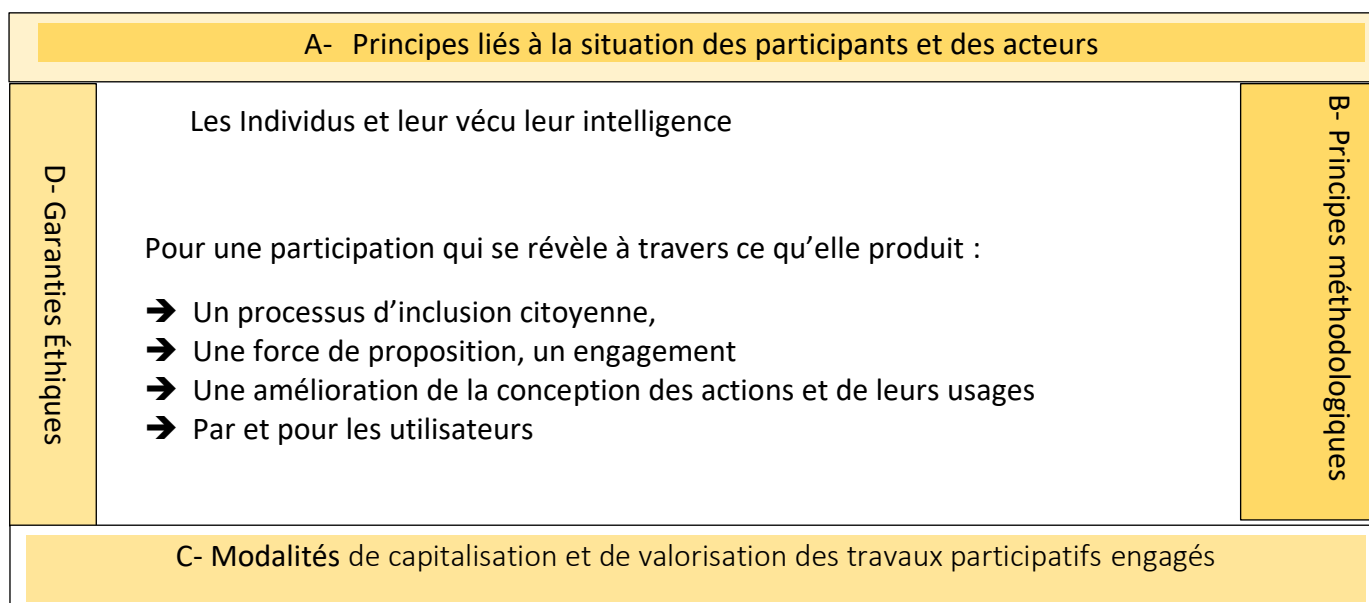 A- Principes liés à la situation des participants et des acteurs
Les Individus et leur vécu leur intelligence
Pour une participation qui se révèle à travers ce qu’elle produit :
➔ Un processus d’inclusion citoyenne,
➔ Une force de proposition, un engagement
➔ Une amélioration de la conception des actions et de leurs usages
➔ Par et pour les utilisateurs
B- Principes méthodologiques
C- Modalités de capitalisation et de valorisation des travaux participatifs engagés
D- Garanties Éthiques